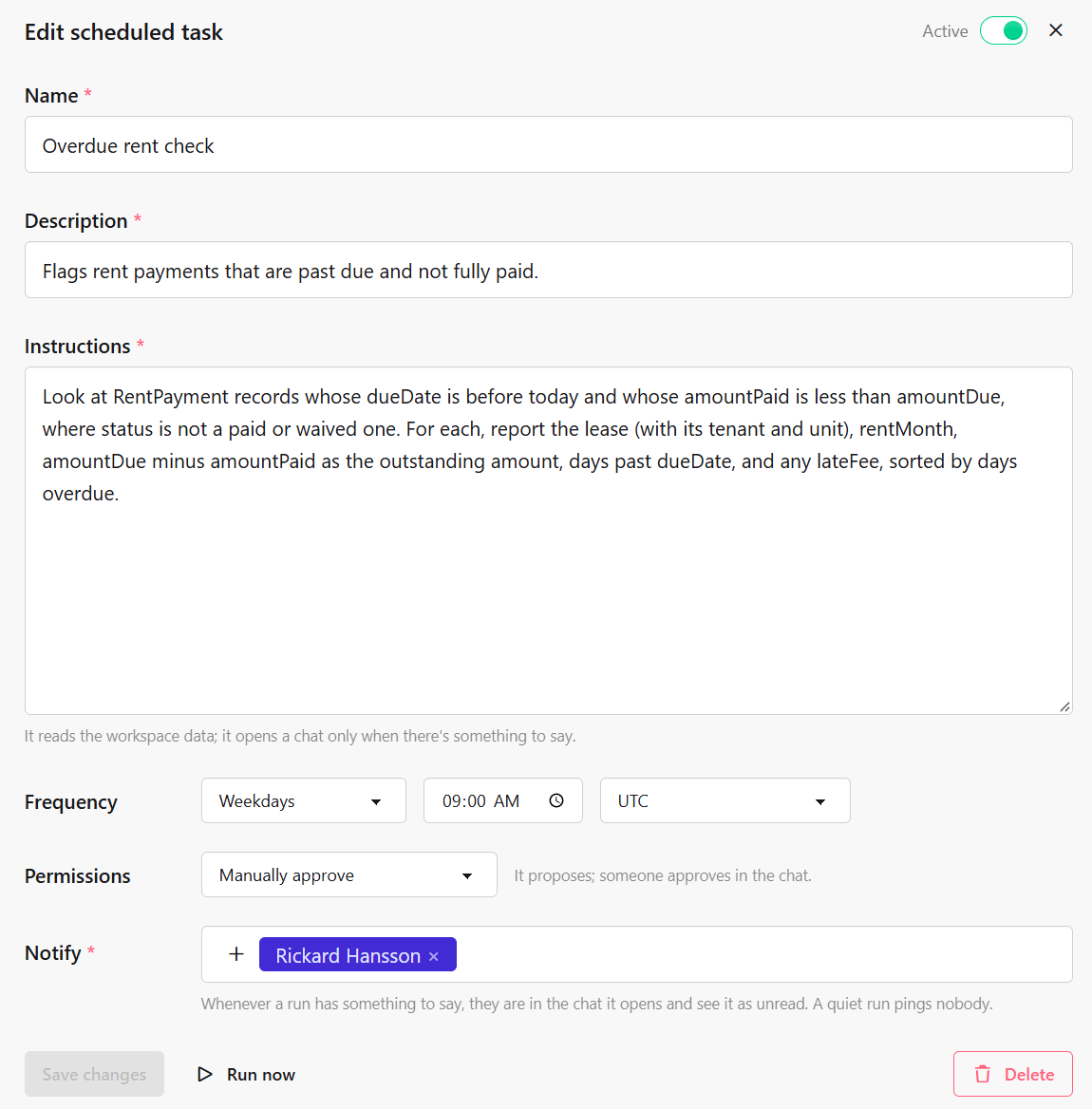 Edit scheduled task
Active
Name *
Overdue rent check
Description *
Flags rent payments that are past due and not fully paid.
Instructions *
Look at RentPayment records whose dueDate is before today and whose amountPaid is less than amountDue,
where status is not a paid or waived one. For each, report the lease (with its tenant and unit), rentMonth,
amountDue minus amountPaid as the outstanding amount, days past dueDate, and any lateFee, sorted by days
overdue.
It reads the workspace data; it opens a chat only when there's something to say.
Frequency Weekdays 09:00 AM UTC
Permissions Manually approve It proposes; someone approves in the chat.
Notify * + Rickard Hansson ×
Whenever a run has something to say, they are in the chat it opens and see it as unread. A quiet run pings nobody.
Save changes Run now Delete